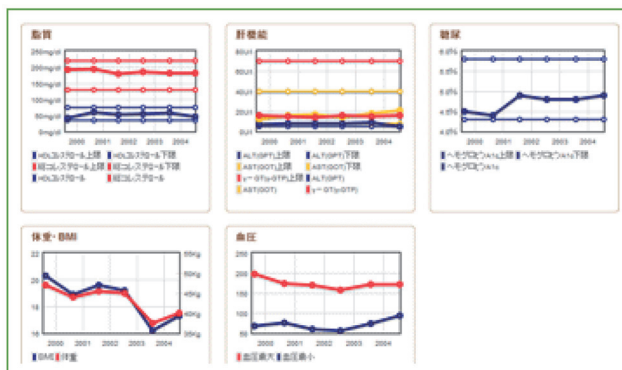 脂質
250mg/dl
200mg/dl
150mg/dl
100mg/dl
50mg/dl
0mg/dl
2000 2001 2002 2003 2004
HDLコレステロール上限 HDLコレステロール下限
総コレステロール上限 総コレステロール下限
HDLコレステロール 総コレステロール
肝機能
80U/l
60U/l
40U/l
20U/l
0U/l
2000 2001 2002 2003 2004
ALT(GPT)上限 ALT(GPT)下限
AST(GOT)上限 AST(GOT)下限
γ-GT(γ-GTP)上限 ALT(GPT)
AST(GOT) γ-GT(γ-GTP)
糖尿
6.0%
5.0%
4.0%
2000 2001 2002 2003 2004
ヘモグロビンA1c上限 ヘモグロビンA1c下限
ヘモグロビンA1c
体重・BMI
22
20
18
16
55Kg
50Kg
45Kg
40Kg
35Kg
2000 2001 2002 2003 2004
BMI 体重
血圧
250
200
150
100
50
2000 2001 2002 2003 2004
血圧最大 血圧最小